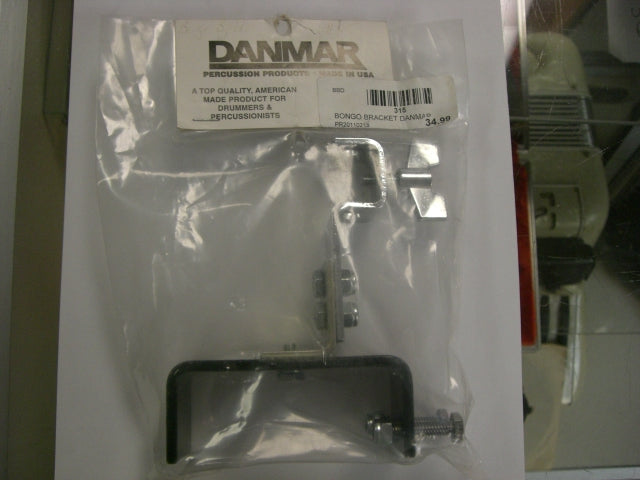 DANMAR
PERCUSSION PRODUCTS MADE IN USA
A TOP QUALITY, AMERICAN
MADE PRODUCT FOR
DRUMMERS &
PERCUSSIONISTS
315
BONGO BRACKET DANMAR
PR20110213
34.99